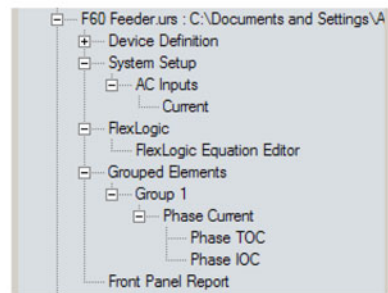 F60 Feeder.urs : C:\Documents and Settings\A
Device Definition
System Setup
AC Inputs
Current
FlexLogic
FlexLogic Equation Editor
Grouped Elements
Group 1
Phase Current
Phase TOC
Phase IOC
Front Panel Report